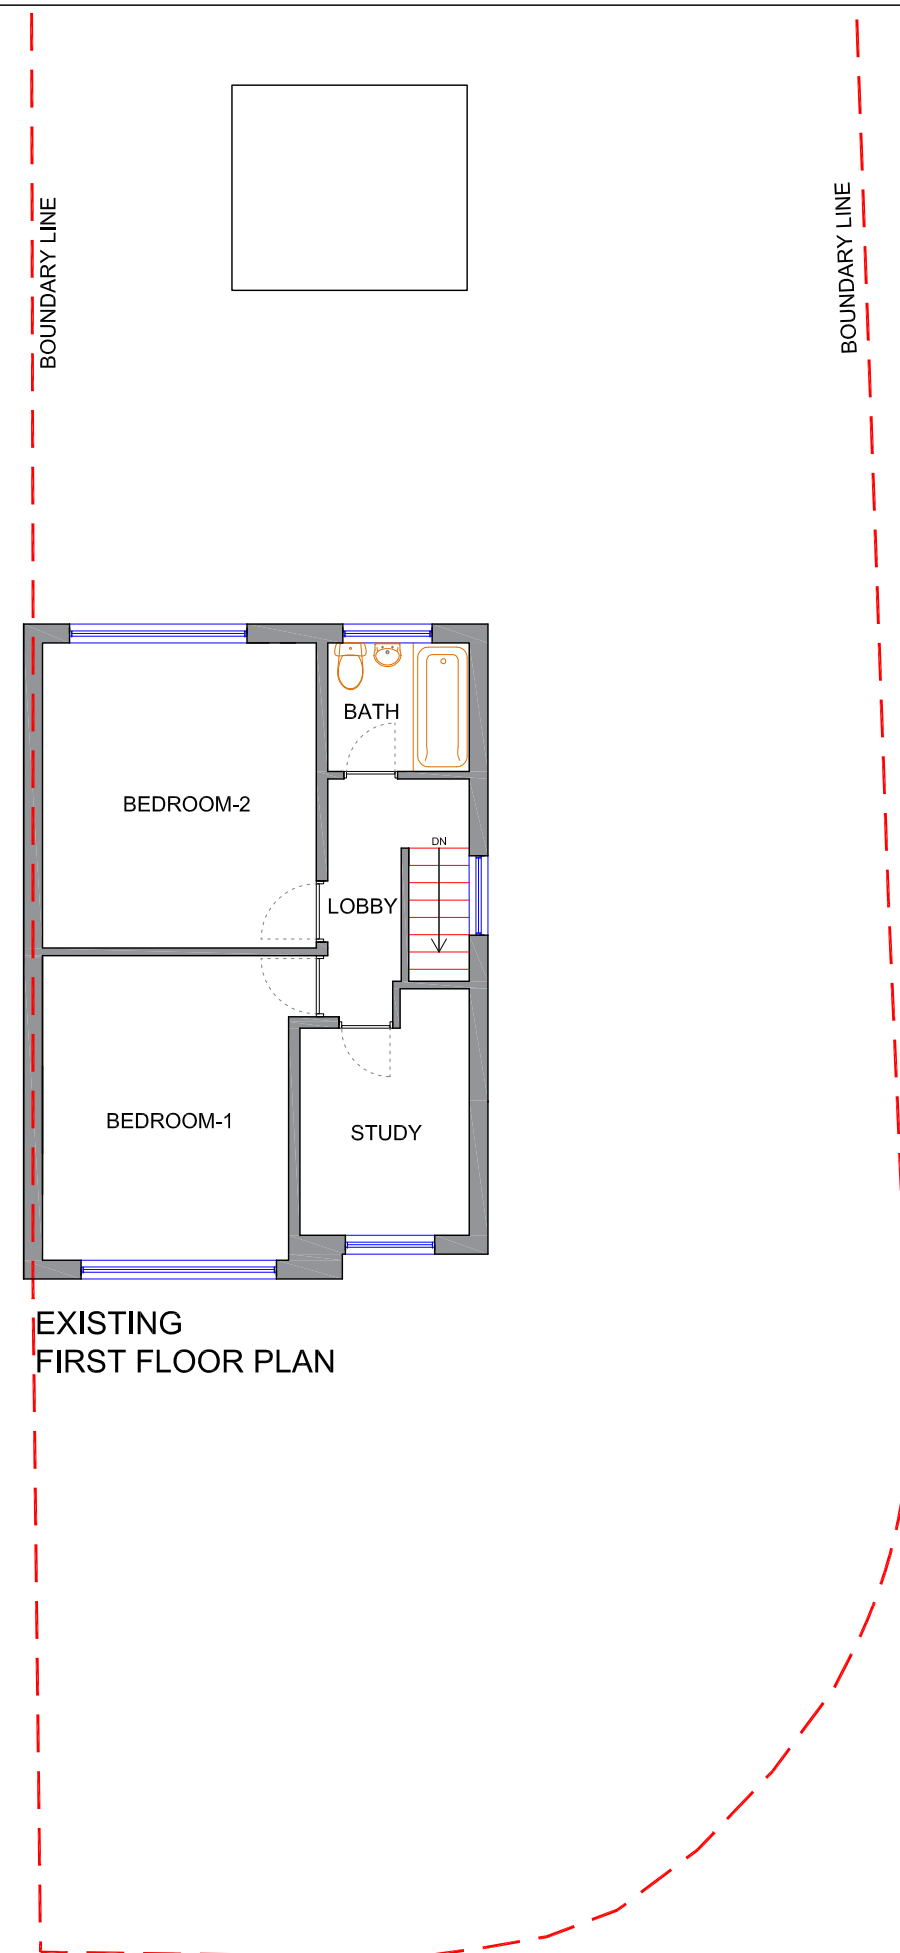 BOUNDARY LINE
BOUNDARY LINE
BATH
BEDROOM-2
DN
LOBBY
BEDROOM-1
STUDY
EXISTING
FIRST FLOOR PLAN